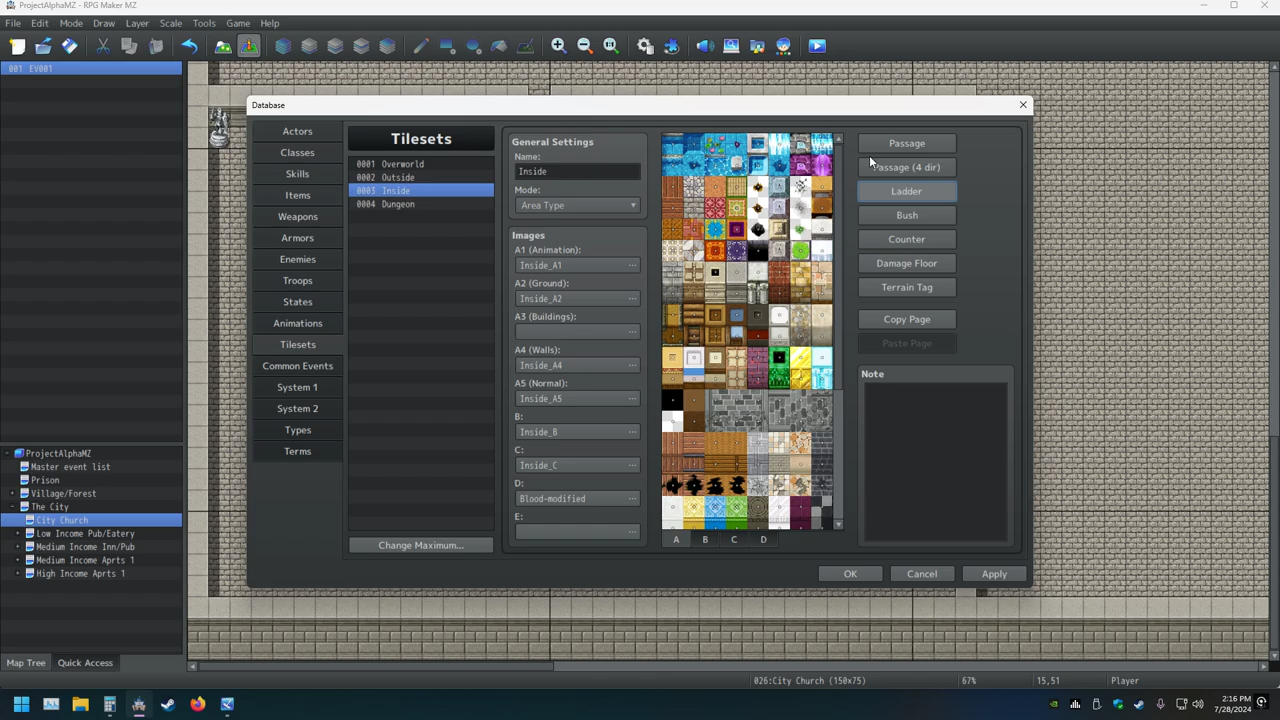 ProjectAlphaMZ - RPG Maker MZ
File Edit Mode Draw Layer Scale Tools Game Help
001 EV001
Database
Actors
Classes
Skills
Items
Weapons
Armors
Enemies
Troops
States
Animations
Tilesets
Common Events
System 1
System 2
Types
Terms
Tilesets
0001 Overworld
0002 Outside
0003 Inside
0004 Dungeon
Change Maximum...
General Settings
Name:
Inside
Mode:
Area Type
Images
A1 (Animation):
Inside_A1
A2 (Ground):
Inside_A2
A3 (Buildings):
A4 (Walls):
Inside_A4
A5 (Normal):
Inside_A5
B:
Inside_B
C:
Inside_C
D:
Blood-modified
E:
A B C D
Passage
Passage (4 dir)
Ladder
Bush
Counter
Damage Floor
Terrain Tag
Copy Page
Paste Page
Note
OK Cancel Apply
ProjectAlphaMZ
Master event list
Prison
Village/Forest
The City
City Church
Low Income Pub/Eatery
Medium Income Inn/Pub
Medium Income Aprts 1
High Income Aprts 1
Map Tree Quick Access
026:City Church (150x75) 67% 15,51 Player
2:16 PM
7/28/2024